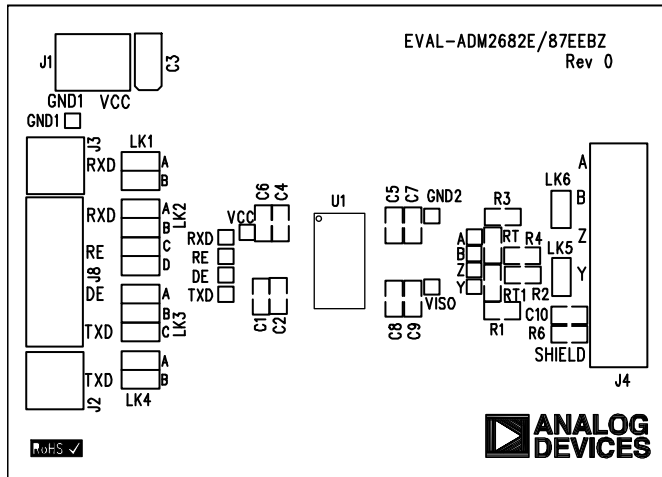 EVAL-ADM2682E/87EEBZ
Rev 0
J1
C3
GND1 VCC
GND1
J3
LK1
RXD
A
B
RXD
RE
DE
TXD
J8
A
B
C
D
LK2
A
B
C
LK3
TXD
J2
A
B
LK4
VCC
RXD
RE
DE
TXD
C6
C4
C1
C2
U1
C5
C7
GND2
C8
C9
VISO
A
B
Z
Y
R3
RT
R4
RT1
R2
R1
LK6
LK5
C10
R6
SHIELD
A
B
Z
Y
J4
RoHS ✓
ANALOG
DEVICES